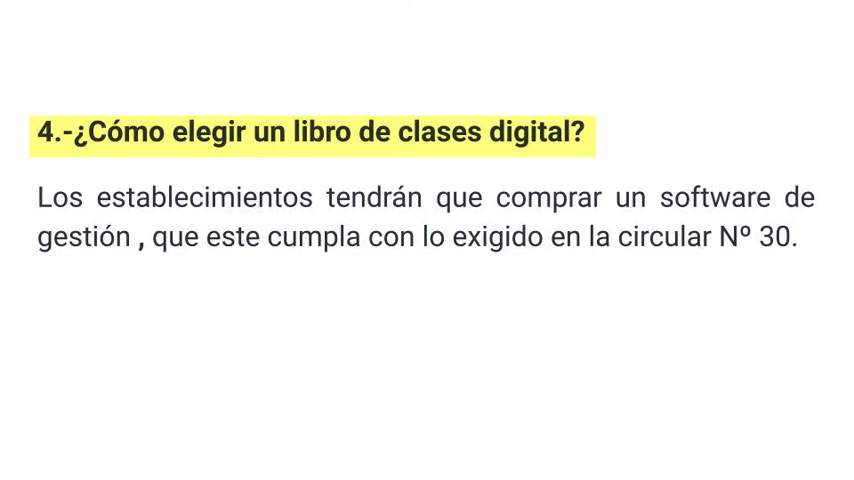 4.-¿Cómo elegir un libro de clases digital?
Los establecimientos tendrán que comprar un software de
gestión , que este cumpla con lo exigido en la circular Nº 30.